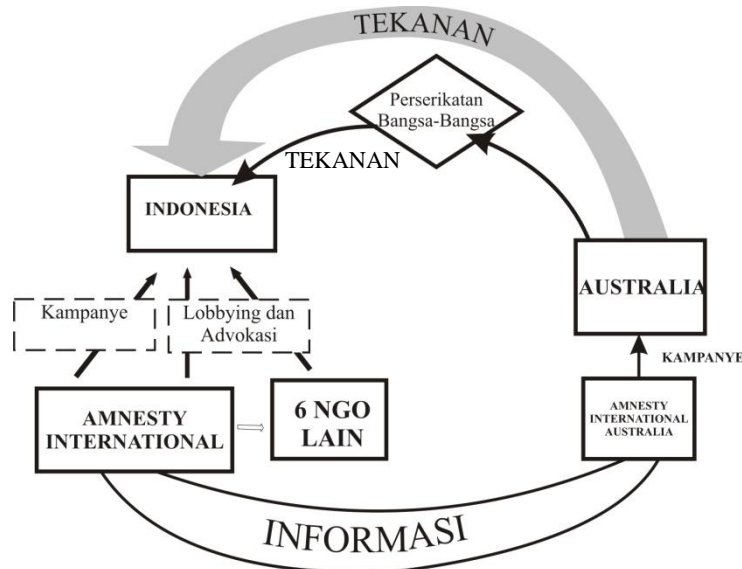 TEKANAN
Perserikatan
Bangsa-Bangsa
TEKANAN
INDONESIA
AUSTRALIA
Kampanye
Lobbying dan
Advokasi
KAMPANYE
AMNESTY
INTERNATIONAL
6 NGO
LAIN
AMNESTY
INTERNATIONAL
AUSTRALIA
INFORMASI